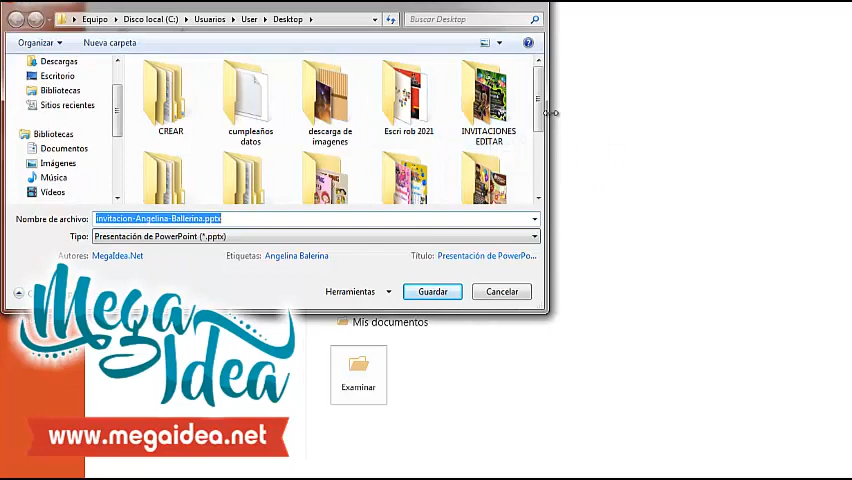 Equipo ▸ Disco local (C:) ▸ Usuarios ▸ User ▸ Desktop ▸
Buscar Desktop
Organizar
Nueva carpeta
Descargas
Escritorio
Bibliotecas
Sitios recientes
Bibliotecas
Documentos
Imágenes
Música
Vídeos
CREAR
cumpleaños
datos
descarga de
imagenes
Escri rob 2021
INVITACIONES
EDITAR
Nombre de archivo: invitacion-Angelina-Ballerina.pptx
Tipo: Presentación de PowerPoint (*.pptx)
Autores: MegaIdea.Net
Etiquetas: Angelina Balerina
Título: Presentación de PowerPo...
Herramientas
Guardar
Cancelar
Mis documentos
Examinar
Mega
Idea
www.megaidea.net